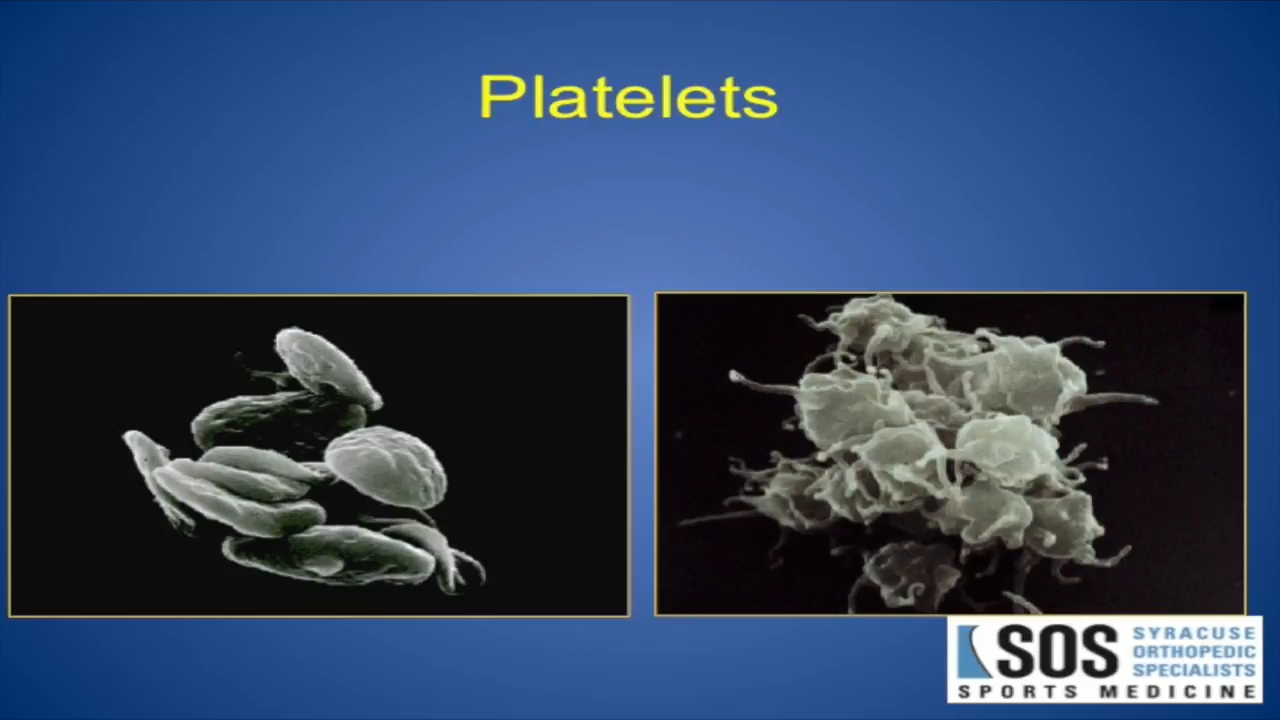 Platelets
SOS
SYRACUSE
ORTHOPEDIC
SPECIALISTS
SPORTS MEDICINE